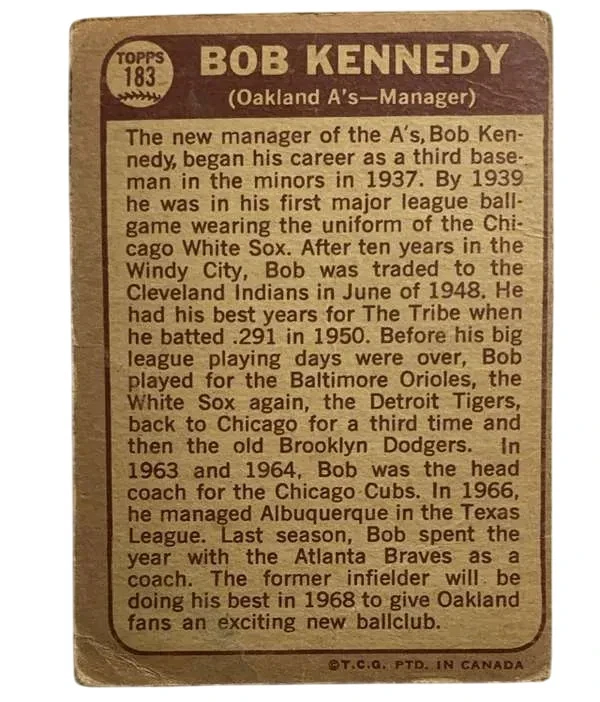 TOPPS
183
BOB KENNEDY
(Oakland A's—Manager)
The new manager of the A's, Bob Ken-
nedy, began his career as a third base-
man in the minors in 1937. By 1939
he was in his first major league ball-
game wearing the uniform of the Chi-
cago White Sox. After ten years in the
Windy City, Bob was traded to the
Cleveland Indians in June of 1948. He
had his best years for The Tribe when
he batted .291 in 1950. Before his big
league playing days were over, Bob
played for the Baltimore Orioles, the
White Sox again, the Detroit Tigers,
back to Chicago for a third time and
then the old Brooklyn Dodgers. In
1963 and 1964, Bob was the head
coach for the Chicago Cubs. In 1966,
he managed Albuquerque in the Texas
League. Last season, Bob spent the
year with the Atlanta Braves as a
coach. The former infielder will be
doing his best in 1968 to give Oakland
fans an exciting new ballclub.
©T.C.G. PTD. IN CANADA